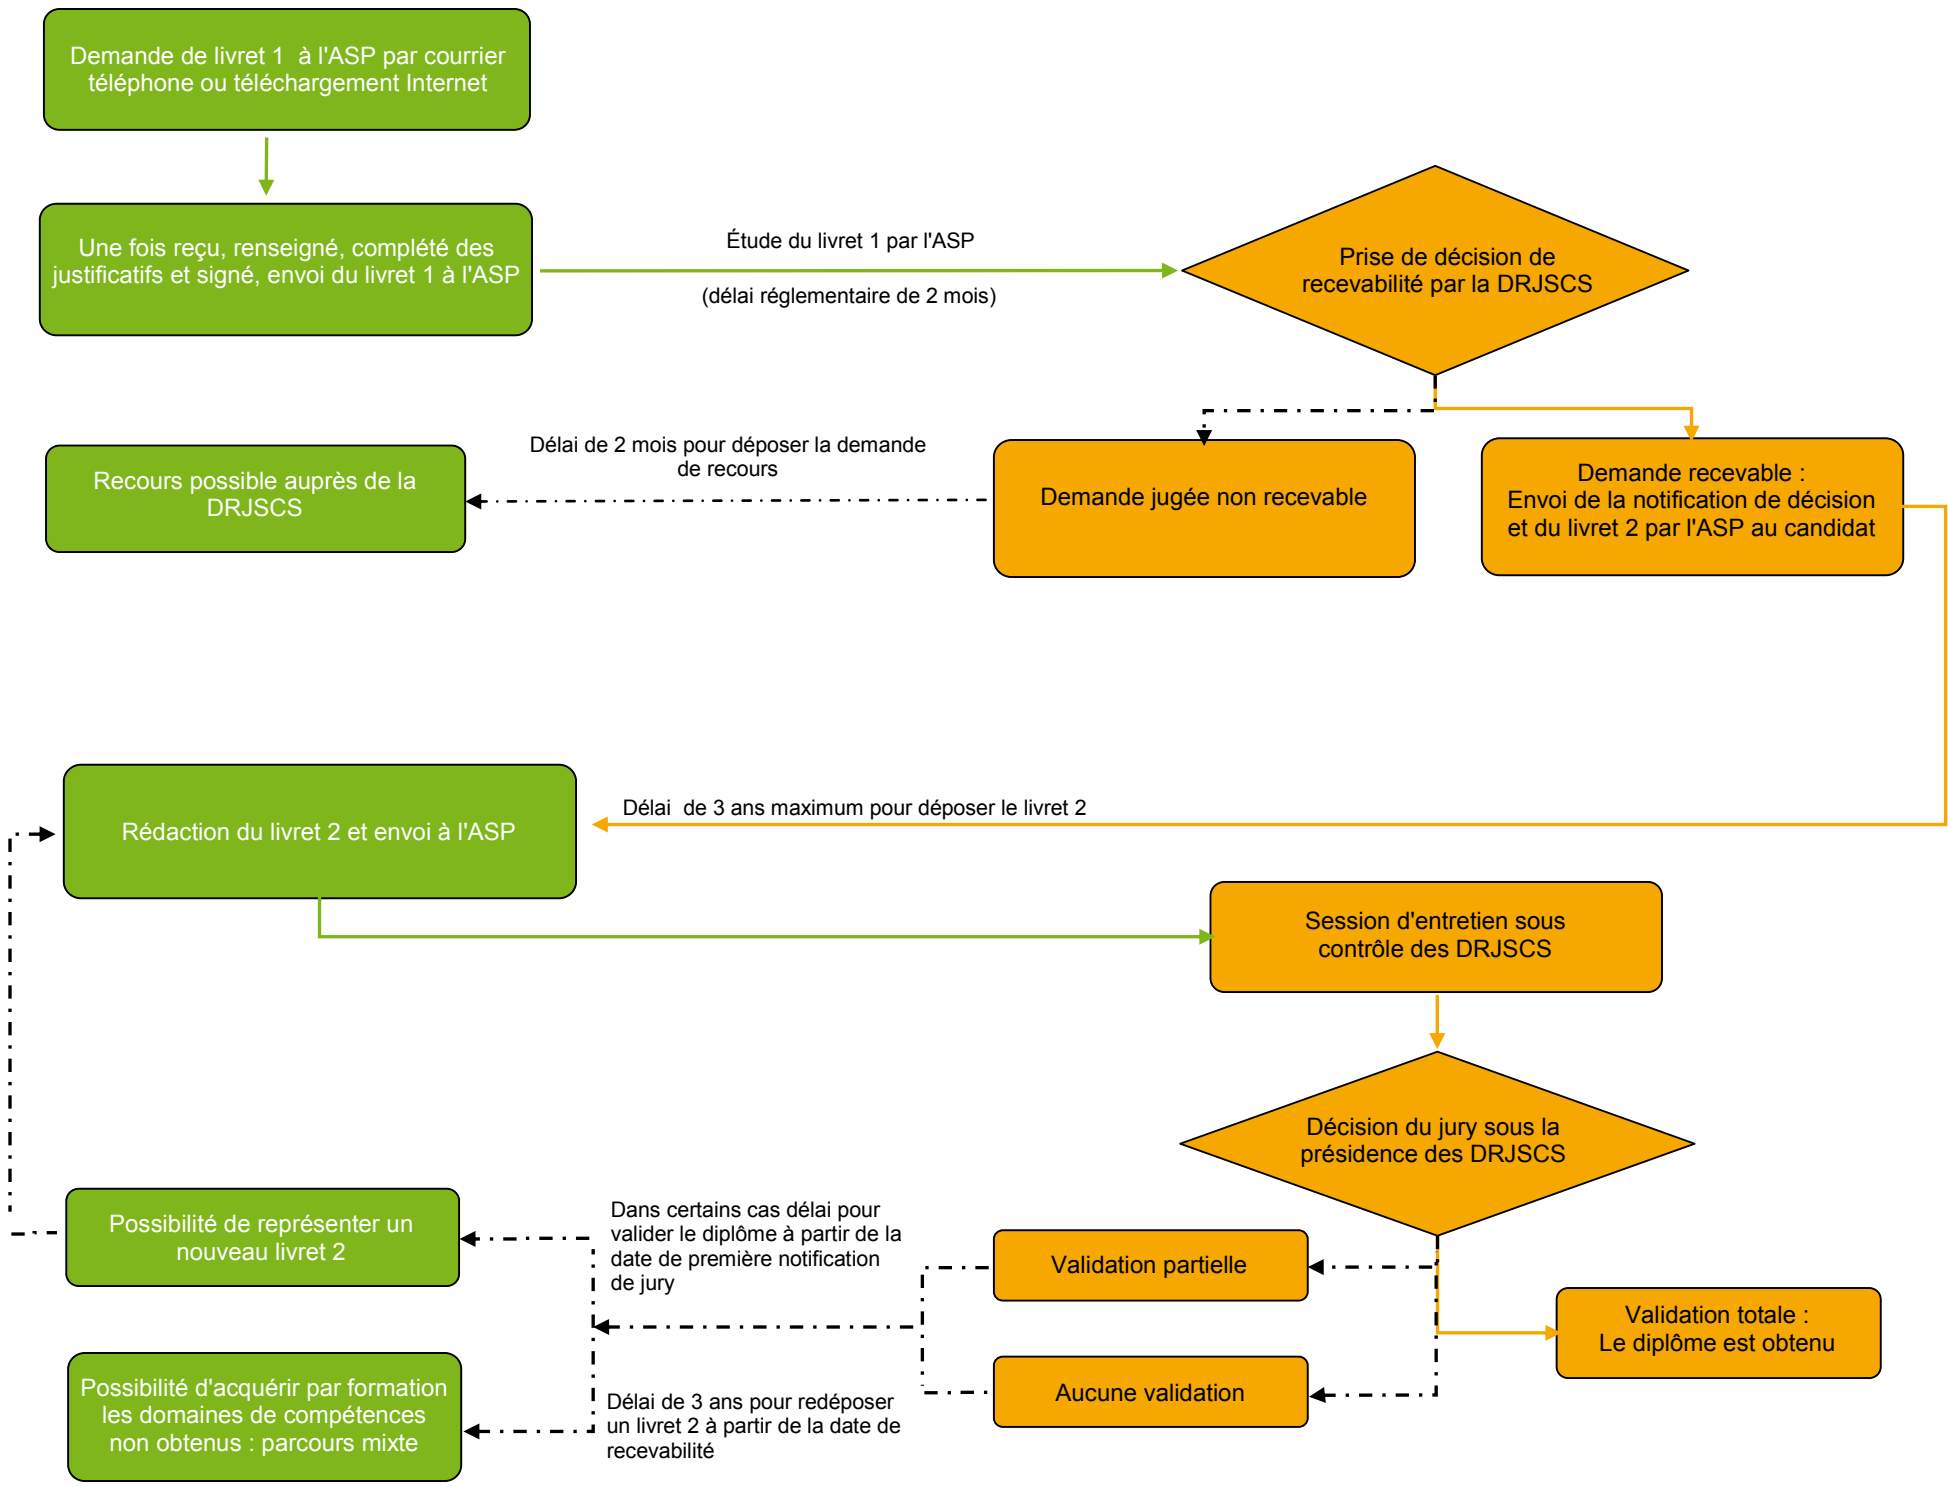 Demande de livret 1  à l'ASP par courrier
téléphone ou téléchargement Internet
Une fois reçu, renseigné, complété des
justificatifs et signé, envoi du livret 1 à l'ASP
Étude du livret 1 par l'ASP
(délai réglementaire de 2 mois)
Prise de décision de
recevabilité par la DRJSCS
Recours possible auprès de la
DRJSCS
Délai de 2 mois pour déposer la demande
de recours
Demande jugée non recevable
Demande recevable :
Envoi de la notification de décision
et du livret 2 par l'ASP au candidat
Rédaction du livret 2 et envoi à l'ASP
Délai  de 3 ans maximum pour déposer le livret 2
Session d'entretien sous
contrôle des DRJSCS
Décision du jury sous la
présidence des DRJSCS
Possibilité de représenter un
nouveau livret 2
Dans certains cas délai pour
valider le diplôme à partir de la
date de première notification
de jury
Validation partielle
Validation totale :
Le diplôme est obtenu
Possibilité d'acquérir par formation
les domaines de compétences
non obtenus : parcours mixte
Délai de 3 ans pour redéposer
un livret 2 à partir de la date de
recevabilité
Aucune validation